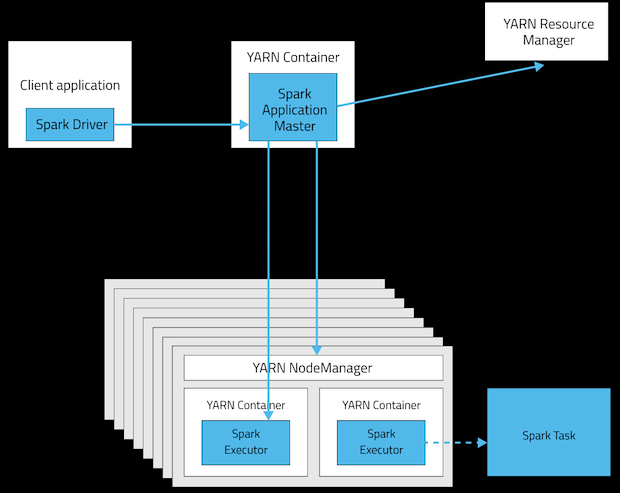 Client application
Spark Driver
YARN Container
Spark
Application
Master
YARN Resource
Manager
YARN NodeManager
YARN Container
Spark
Executor
YARN Container
Spark
Executor
Spark Task